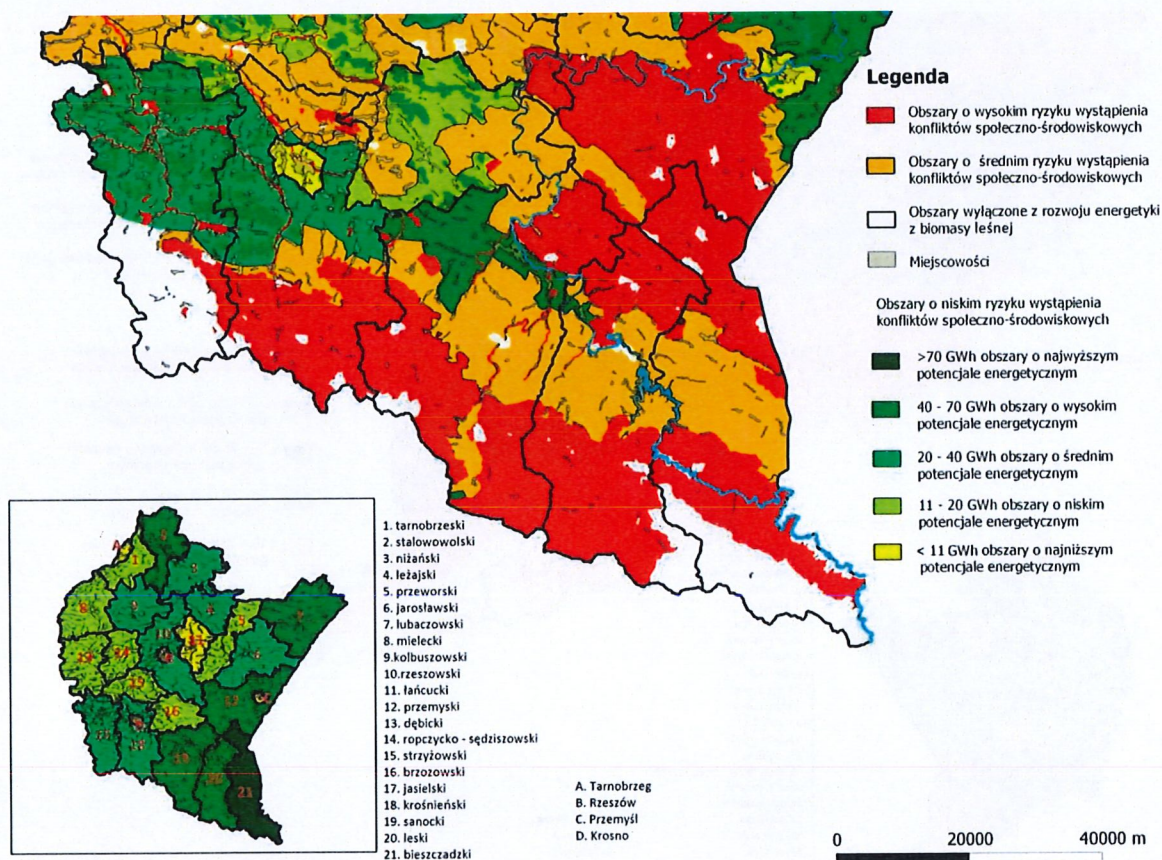 Legenda
Obszary o wysokim ryzyku wystąpienia
konfliktów społeczno-środowiskowych
Obszary o średnim ryzyku wystąpienia
konfliktów społeczno-środowiskowych
Obszary wyłączone z rozwoju energetyki
z biomasy leśnej
Miejscowości
Obszary o niskim ryzyku wystąpienia
konfliktów społeczno-środowiskowych
>70 GWh obszary o najwyższym
potencjale energetycznym
40 - 70 GWh obszary o wysokim
potencjale energetycznym
20 - 40 GWh obszary o średnim
potencjale energetycznym
11 - 20 GWh obszary o niskim
potencjale energetycznym
< 11 GWh obszary o najniższym
potencjale energetycznym
1. tarnobrzeski
2. stalowowolski
3. niżański
4. leżajski
5. przeworski
6. jarosławski
7. lubaczowski
8. mielecki
9.kolbuszowski
10.rzeszowski
11. łańcucki
12. przemyski
13. dębicki
14. ropczycko - sędziszowski
15. strzyżowski
16. brzozowski
17. jasielski
18. krośnieński
19. sanocki
20. leski
21. bieszczadzki
A. Tarnobrzeg
B. Rzeszów
C. Przemyśl
D. Krosno
A
8
14
16
18
21
0 20000 40000 m